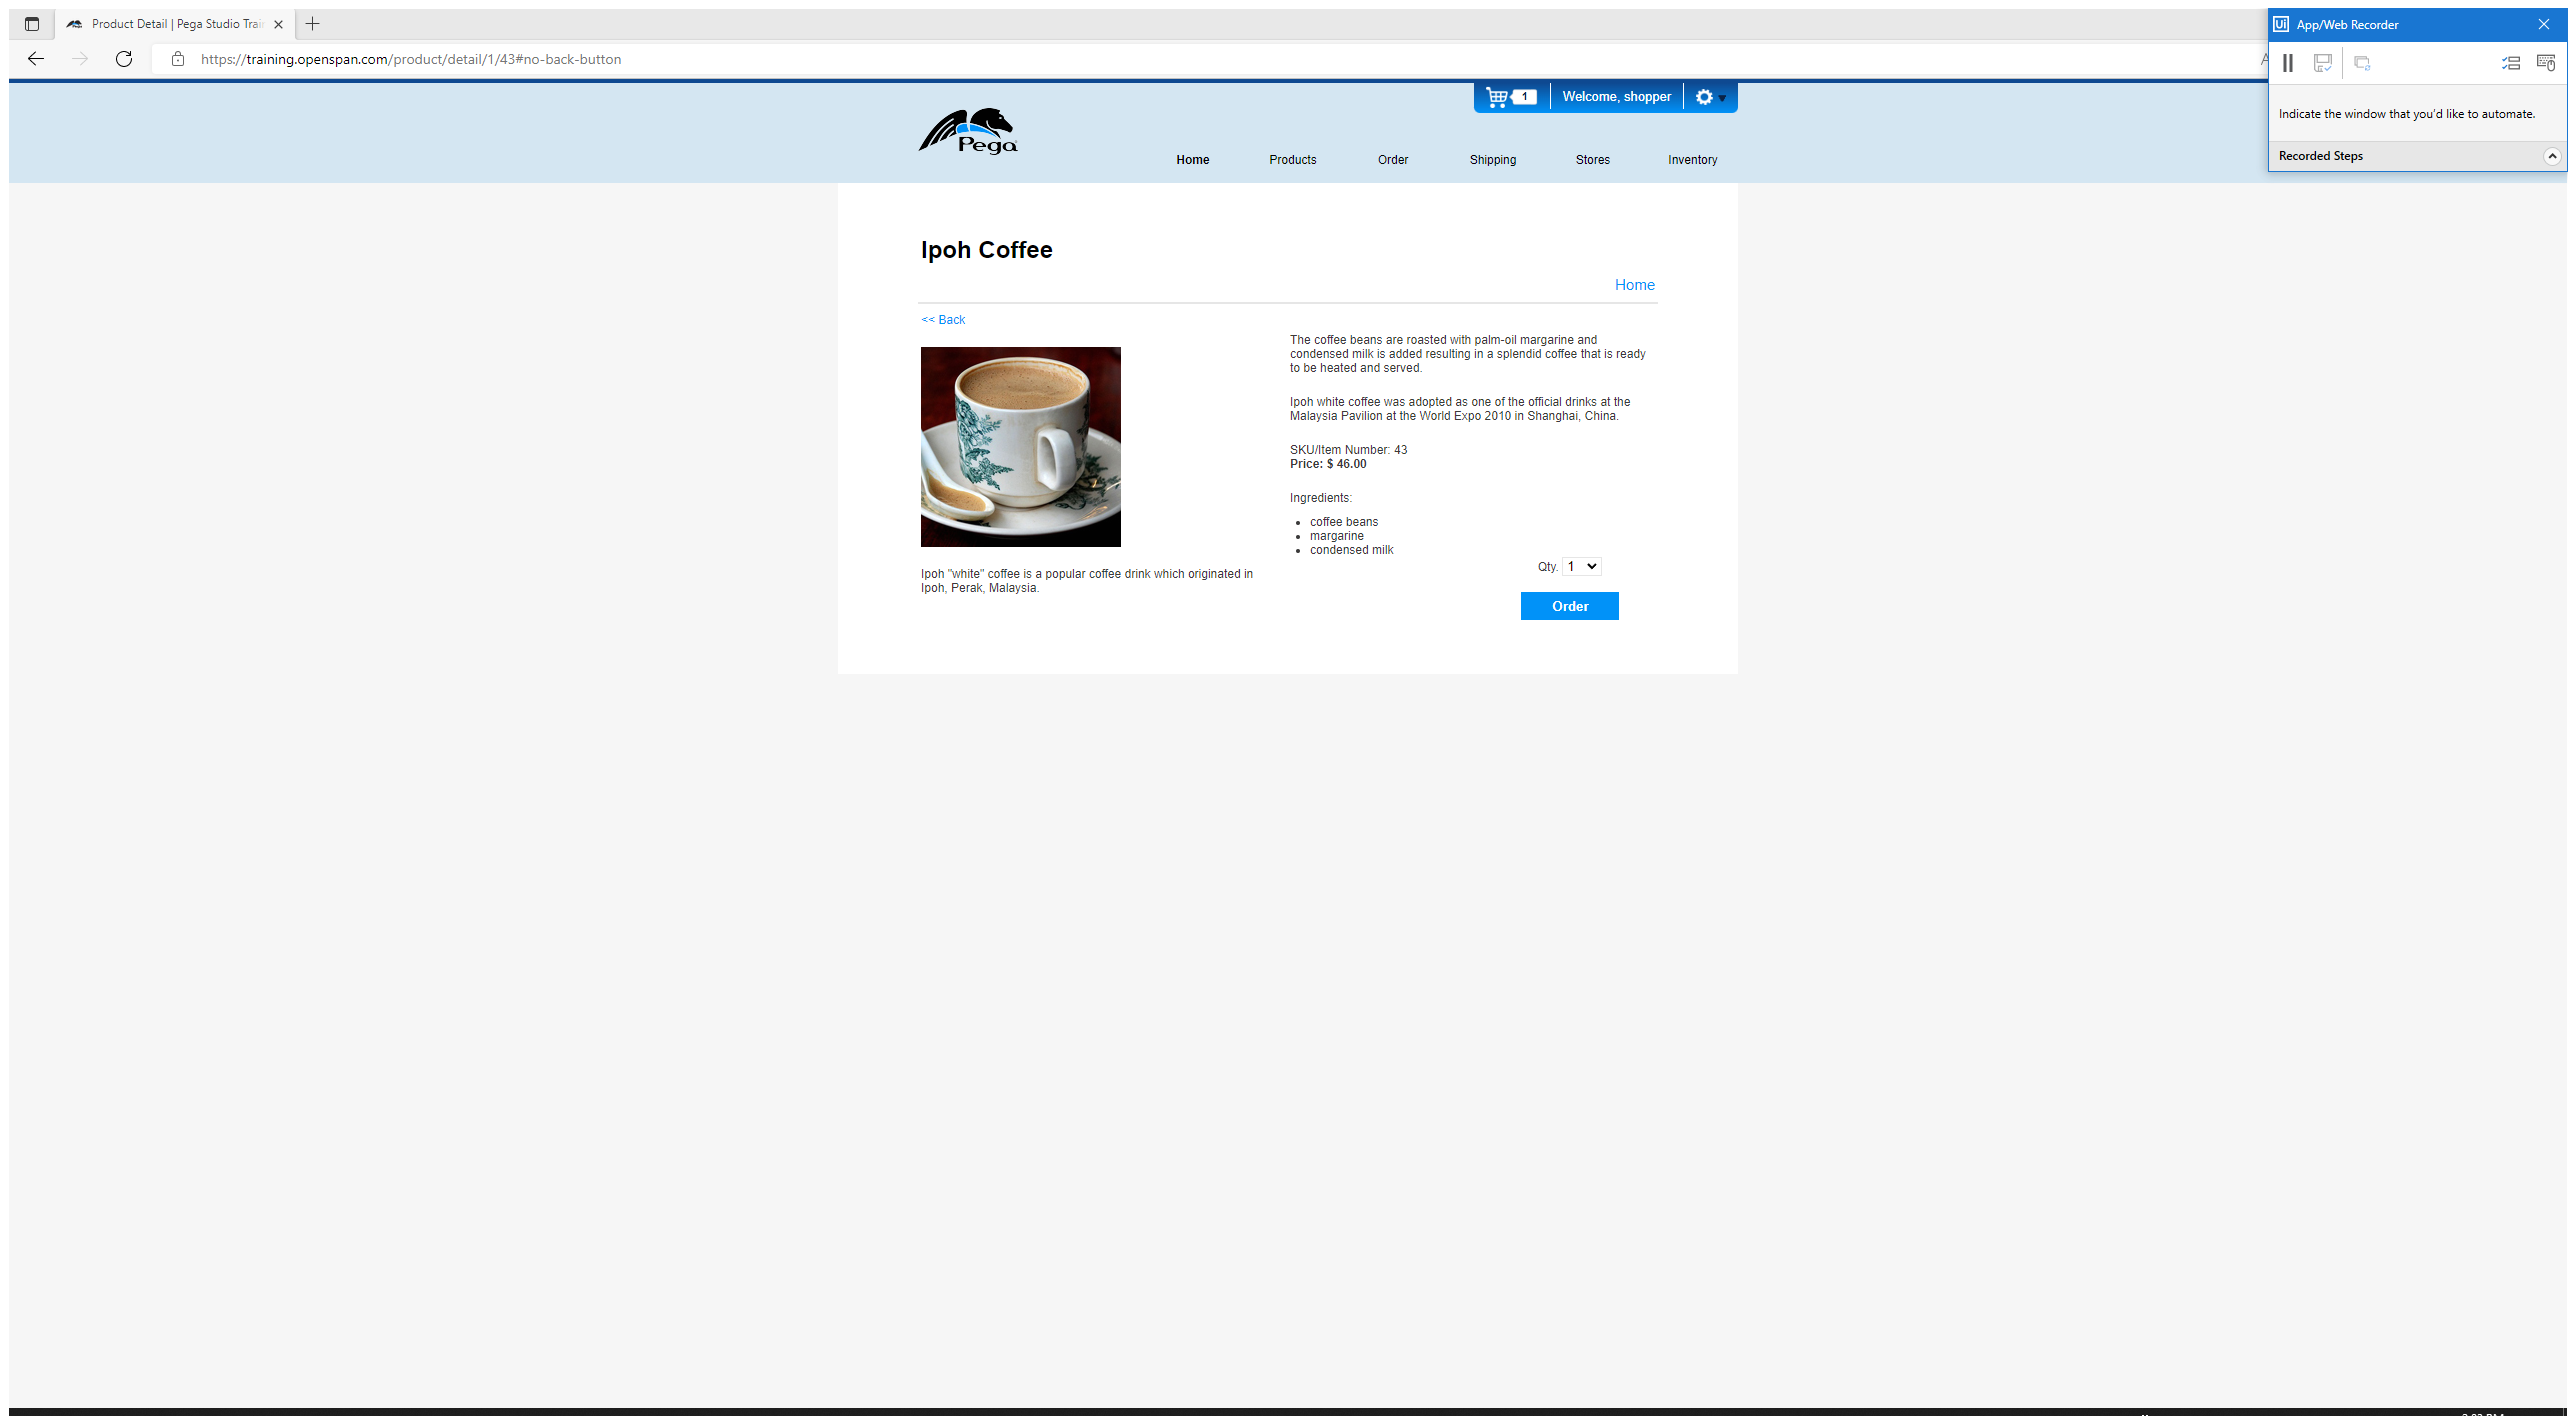 Product Detail | Pega Studio Trai
App/Web Recorder
https://training.openspan.com/product/detail/1/43#no-back-button
1
Welcome, shopper
Indicate the window that you'd like to automate.
Recorded Steps
Pega
Home
Products
Order
Shipping
Stores
Inventory
Ipoh Coffee
Home
<< Back
The coffee beans are roasted with palm-oil margarine and
condensed milk is added resulting in a splendid coffee that is ready
to be heated and served.
Ipoh white coffee was adopted as one of the official drinks at the
Malaysia Pavilion at the World Expo 2010 in Shanghai, China.
SKU/Item Number: 43
Price: $ 46.00
Ingredients:
• coffee beans
• margarine
• condensed milk
Qty. 1
Ipoh "white" coffee is a popular coffee drink which originated in
Ipoh, Perak, Malaysia.
Order